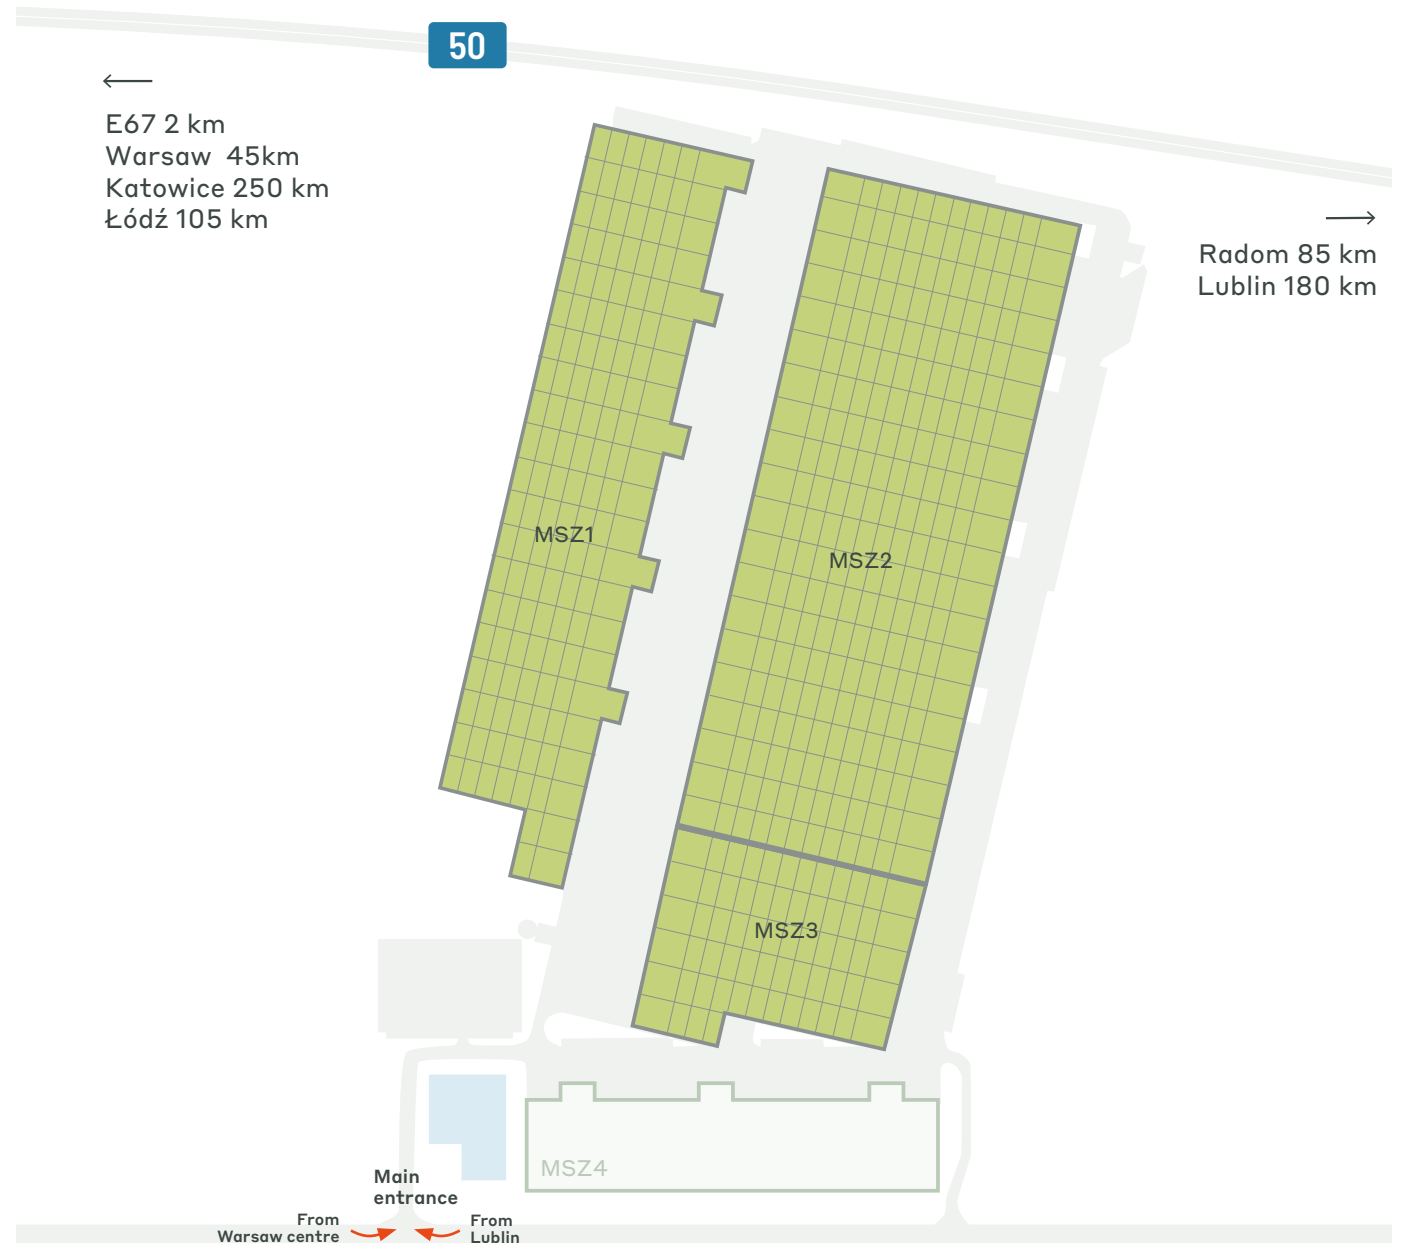 50
E67 2 km
Warsaw 45km
Katowice 250 km
Łódź 105 km
Radom 85 km
Lublin 180 km
MSZ1
MSZ2
MSZ3
MSZ4
Main
entrance
From
Warsaw centre
From
Lublin